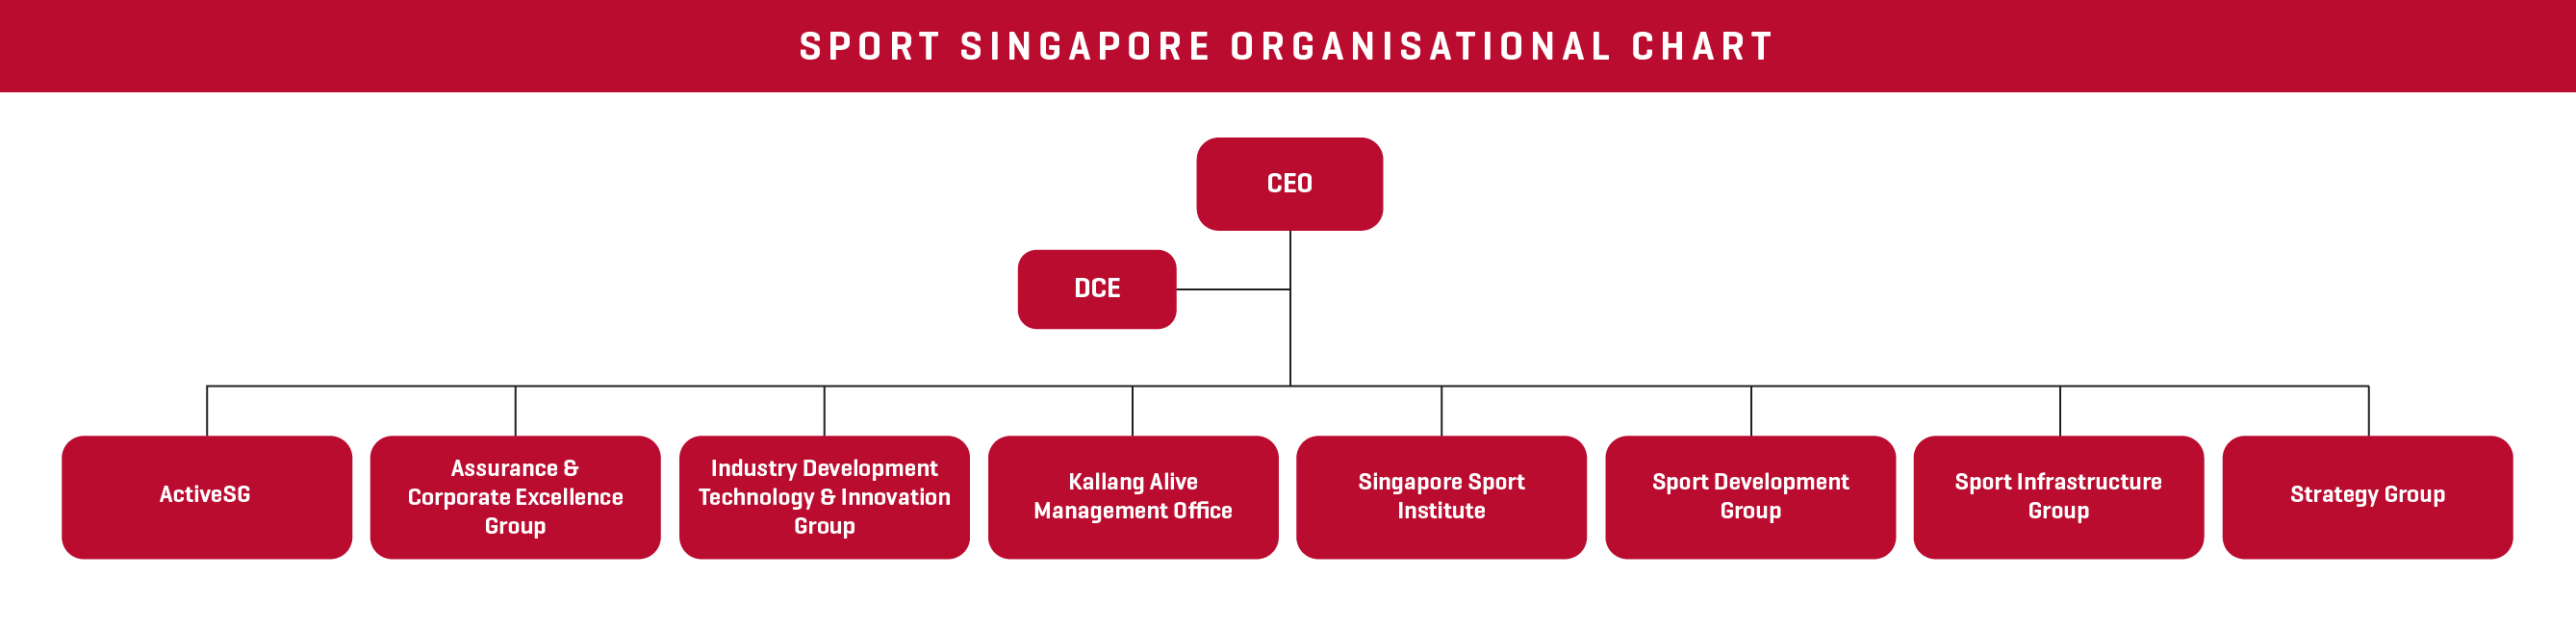 SPORT SINGAPORE ORGANISATIONAL CHART
CEO
DCE
ActiveSG
Assurance &
Corporate Excellence
Group
Industry Development
Technology & Innovation
Group
Kallang Alive
Management Office
Singapore Sport
Institute
Sport Development
Group
Sport Infrastructure
Group
Strategy Group